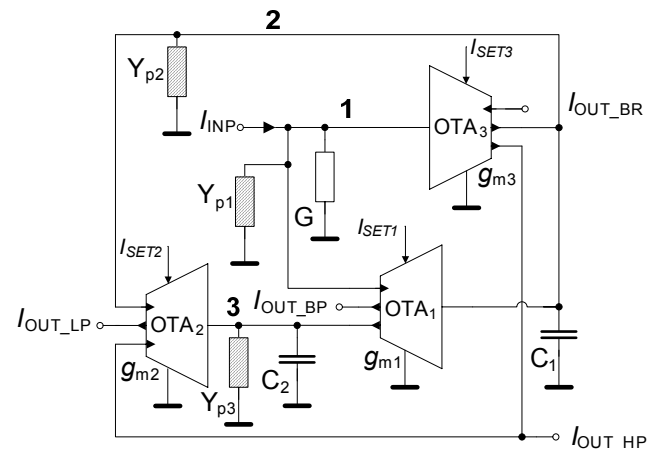 2
Y_p2
I_SET3
I_INP
1
OTA_3
I_OUT_BR
g_m3
Y_p1
G
I_SET2
I_SET1
I_OUT_LP
OTA_2
3
I_OUT_BP
OTA_1
g_m2
C_2
g_m1
C_1
Y_p3
I_OUT HP